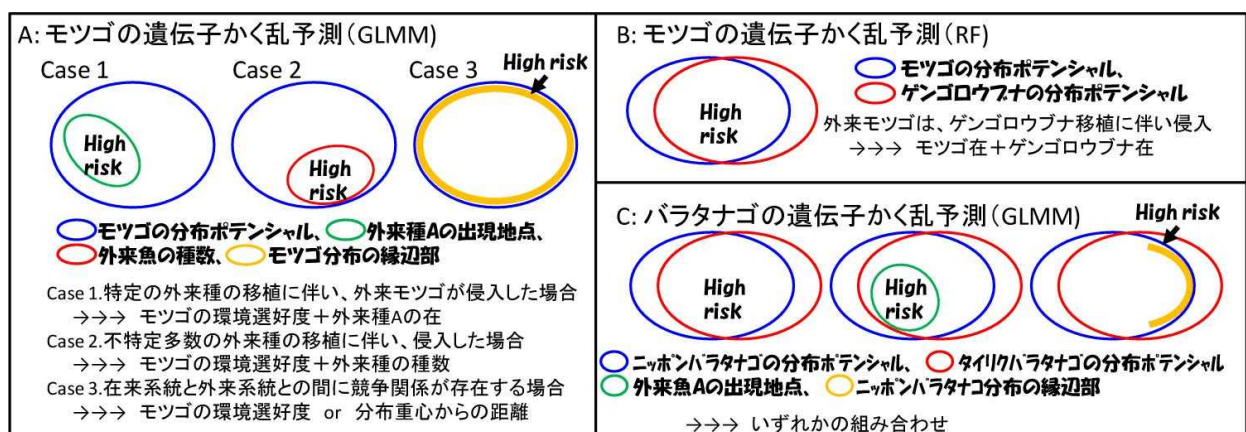 A: モツゴの遺伝子かく乱予測(GLMM)
Case 1
Case 2
Case 3
High risk
High
risk
High
risk
モツゴの分布ポテンシャル、 外来種Aの出現地点、
外来魚の種数、 モツゴ分布の縁辺部
Case 1.特定の外来種の移植に伴い、外来モツゴが侵入した場合
→→→ モツゴの環境選好度+外来種Aの在
Case 2.不特定多数の外来種の移植に伴い、侵入した場合
→→→ モツゴの環境選好度+外来種の種数
Case 3.在来系統と外来系統との間に競争関係が存在する場合
→→→ モツゴの環境選好度 or 分布重心からの距離
B: モツゴの遺伝子かく乱予測(RF)
High
risk
モツゴの分布ポテンシャル、
ゲンゴロウブナの分布ポテンシャル
外来モツゴは、ゲンゴロウブナ移植に伴い侵入
→→→ モツゴ在+ゲンゴロウブナ在
C: バラタナゴの遺伝子かく乱予測(GLMM)
High risk
High
risk
High
risk
ニッポンバラタナゴの分布ポテンシャル、 タイリクバラタナゴの分布ポテンシャル
外来魚Aの出現地点、 ニッポンバラタナコ分布の縁辺部
→→→ いずれかの組み合わせ